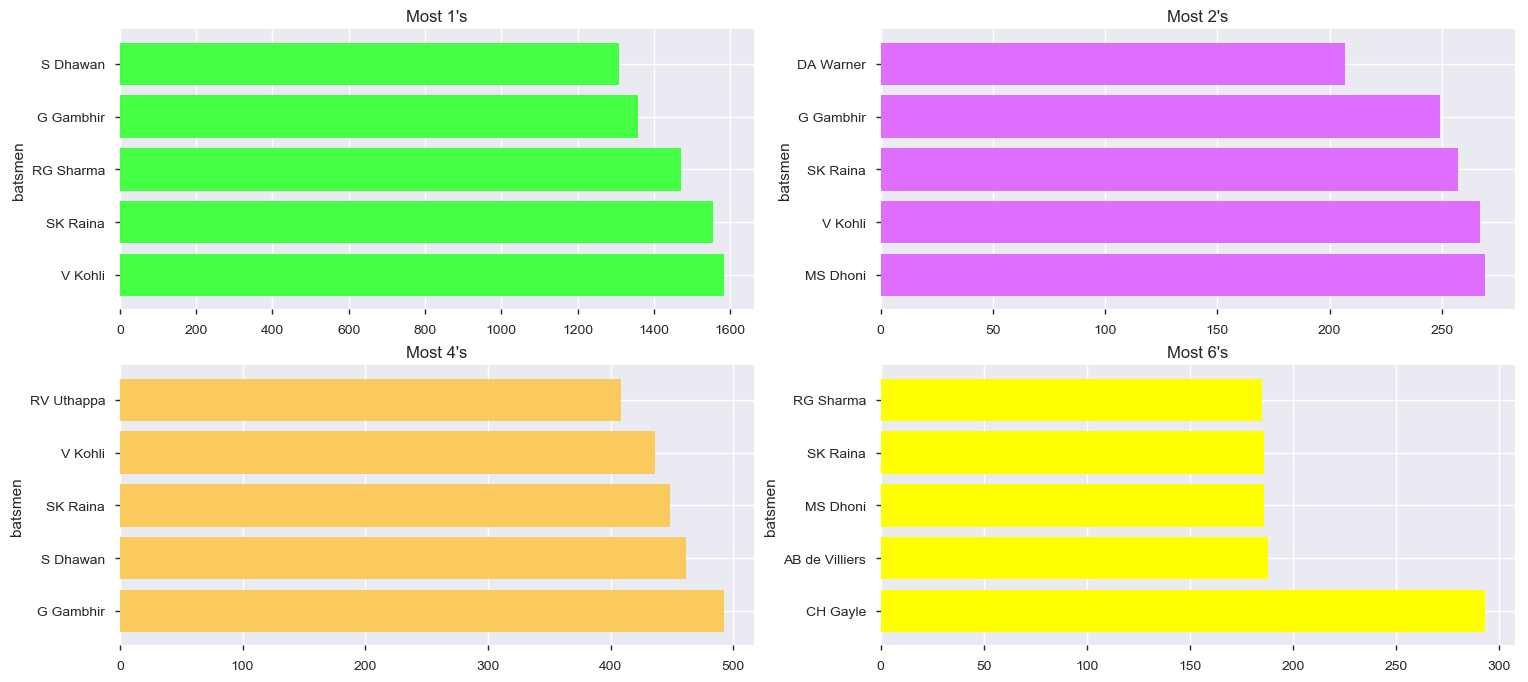 Most 1's
batsmen
S Dhawan
G Gambhir
RG Sharma
SK Raina
V Kohli
0 200 400 600 800 1000 1200 1400 1600
Most 2's
batsmen
DA Warner
G Gambhir
SK Raina
V Kohli
MS Dhoni
0 50 100 150 200 250
Most 4's
batsmen
RV Uthappa
V Kohli
SK Raina
S Dhawan
G Gambhir
0 100 200 300 400 500
Most 6's
batsmen
RG Sharma
SK Raina
MS Dhoni
AB de Villiers
CH Gayle
0 50 100 150 200 250 300